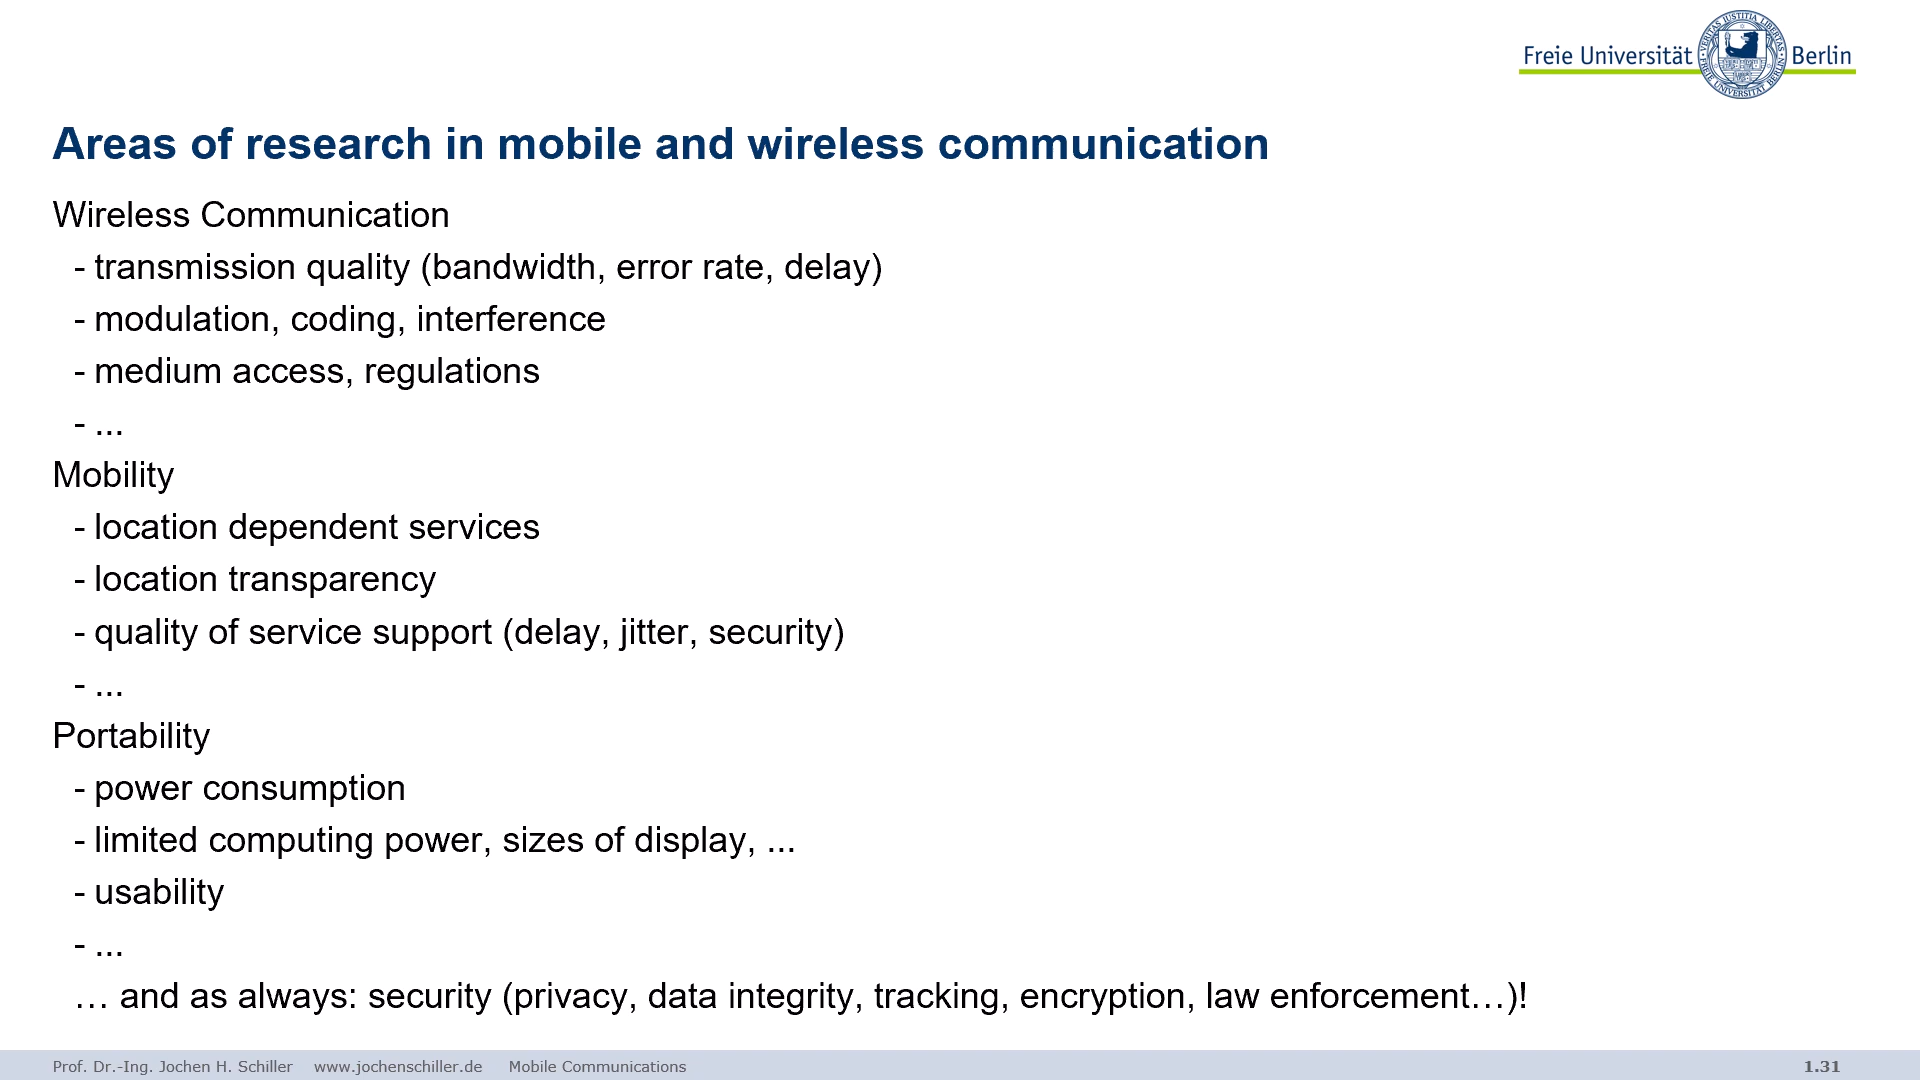 Freie Universität Berlin
Areas of research in mobile and wireless communication
Wireless Communication
- transmission quality (bandwidth, error rate, delay)
- modulation, coding, interference
- medium access, regulations
- ...
Mobility
- location dependent services
- location transparency
- quality of service support (delay, jitter, security)
- ...
Portability
- power consumption
- limited computing power, sizes of display, ...
- usability
- ...
… and as always: security (privacy, data integrity, tracking, encryption, law enforcement…)!
Prof. Dr.-Ing. Jochen H. Schiller www.jochenschiller.de Mobile Communications 1.31